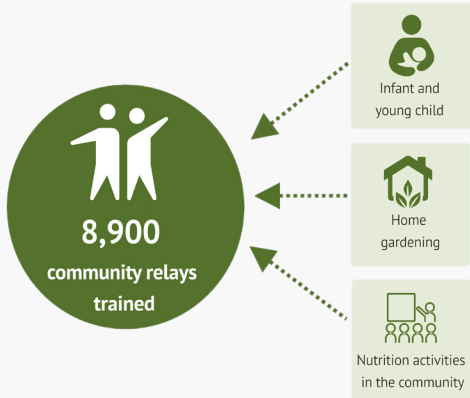 8,900
community relays
trained
Infant and
young child
Home
gardening
Nutrition activities
in the community